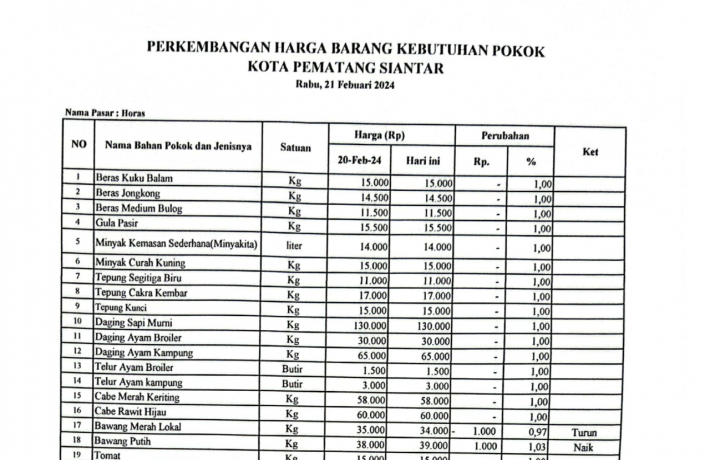 PERKEMBANGAN HARGA BARANG KEBUTUHAN POKOK
KOTA PEMATANG SIANTAR
Rabu, 21 Febuari 2024
Nama Pasar : Horas
NO Nama Bahan Pokok dan Jenisnya Satuan Harga (Rp) Perubahan Ket
20-Feb-24 Hari ini Rp. %
1 Beras Kuku Balam Kg 15.000 15.000 - 1,00
2 Beras Jongkong Kg 14.500 14.500 - 1,00
3 Beras Medium Bulog Kg 11.500 11.500 - 1,00
4 Gula Pasir Kg 15.500 15.500 - 1,00
5 Minyak Kemasan Sederhana(Minyakita) liter 14.000 14.000 - 1,00
6 Minyak Curah Kuning Kg 15.000 15.000 - 1,00
7 Tepung Segitiga Biru Kg 11.000 11.000 - 1,00
8 Tepung Cakra Kembar Kg 17.000 17.000 - 1,00
9 Tepung Kunci Kg 15.000 15.000 - 1,00
10 Daging Sapi Murni Kg 130.000 130.000 - 1,00
11 Daging Ayam Broiler Kg 30.000 30.000 - 1,00
12 Daging Ayam Kampung Kg 65.000 65.000 - 1,00
13 Telur Ayam Broiler Butir 1.500 1.500 - 1,00
14 Telur Ayam kampung Butir 3.000 3.000 - 1,00
15 Cabe Merah Keriting Kg 58.000 58.000 - 1,00
16 Cabe Rawit Hijau Kg 60.000 60.000 - 1,00
17 Bawang Merah Lokal Kg 35.000 34.000 - 1.000 0,97 Turun
18 Bawang Putih Kg 38.000 39.000 1.000 1,03 Naik
19 Tomat Kg 15.000 15.000 - 1,00